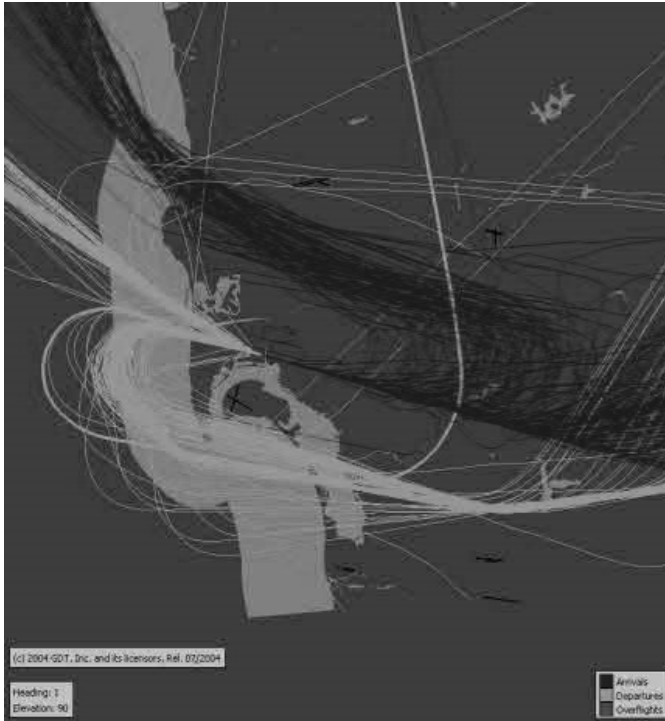 (c) 2004 GDT, Inc. and its licensors, Rel. 07/2004
Heading: 1
Elevation: 90
Arrivals
Departures
Overflights